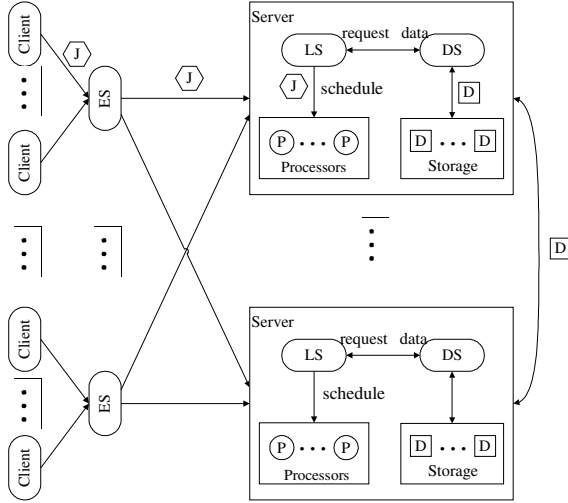 Client
J
ES
J
Client
Server
request data
LS
DS
J
schedule
D
P ... P
Processors
D ... D
Storage
D
Client
ES
Client
Server
request data
LS
DS
schedule
P ... P
Processors
D ... D
Storage